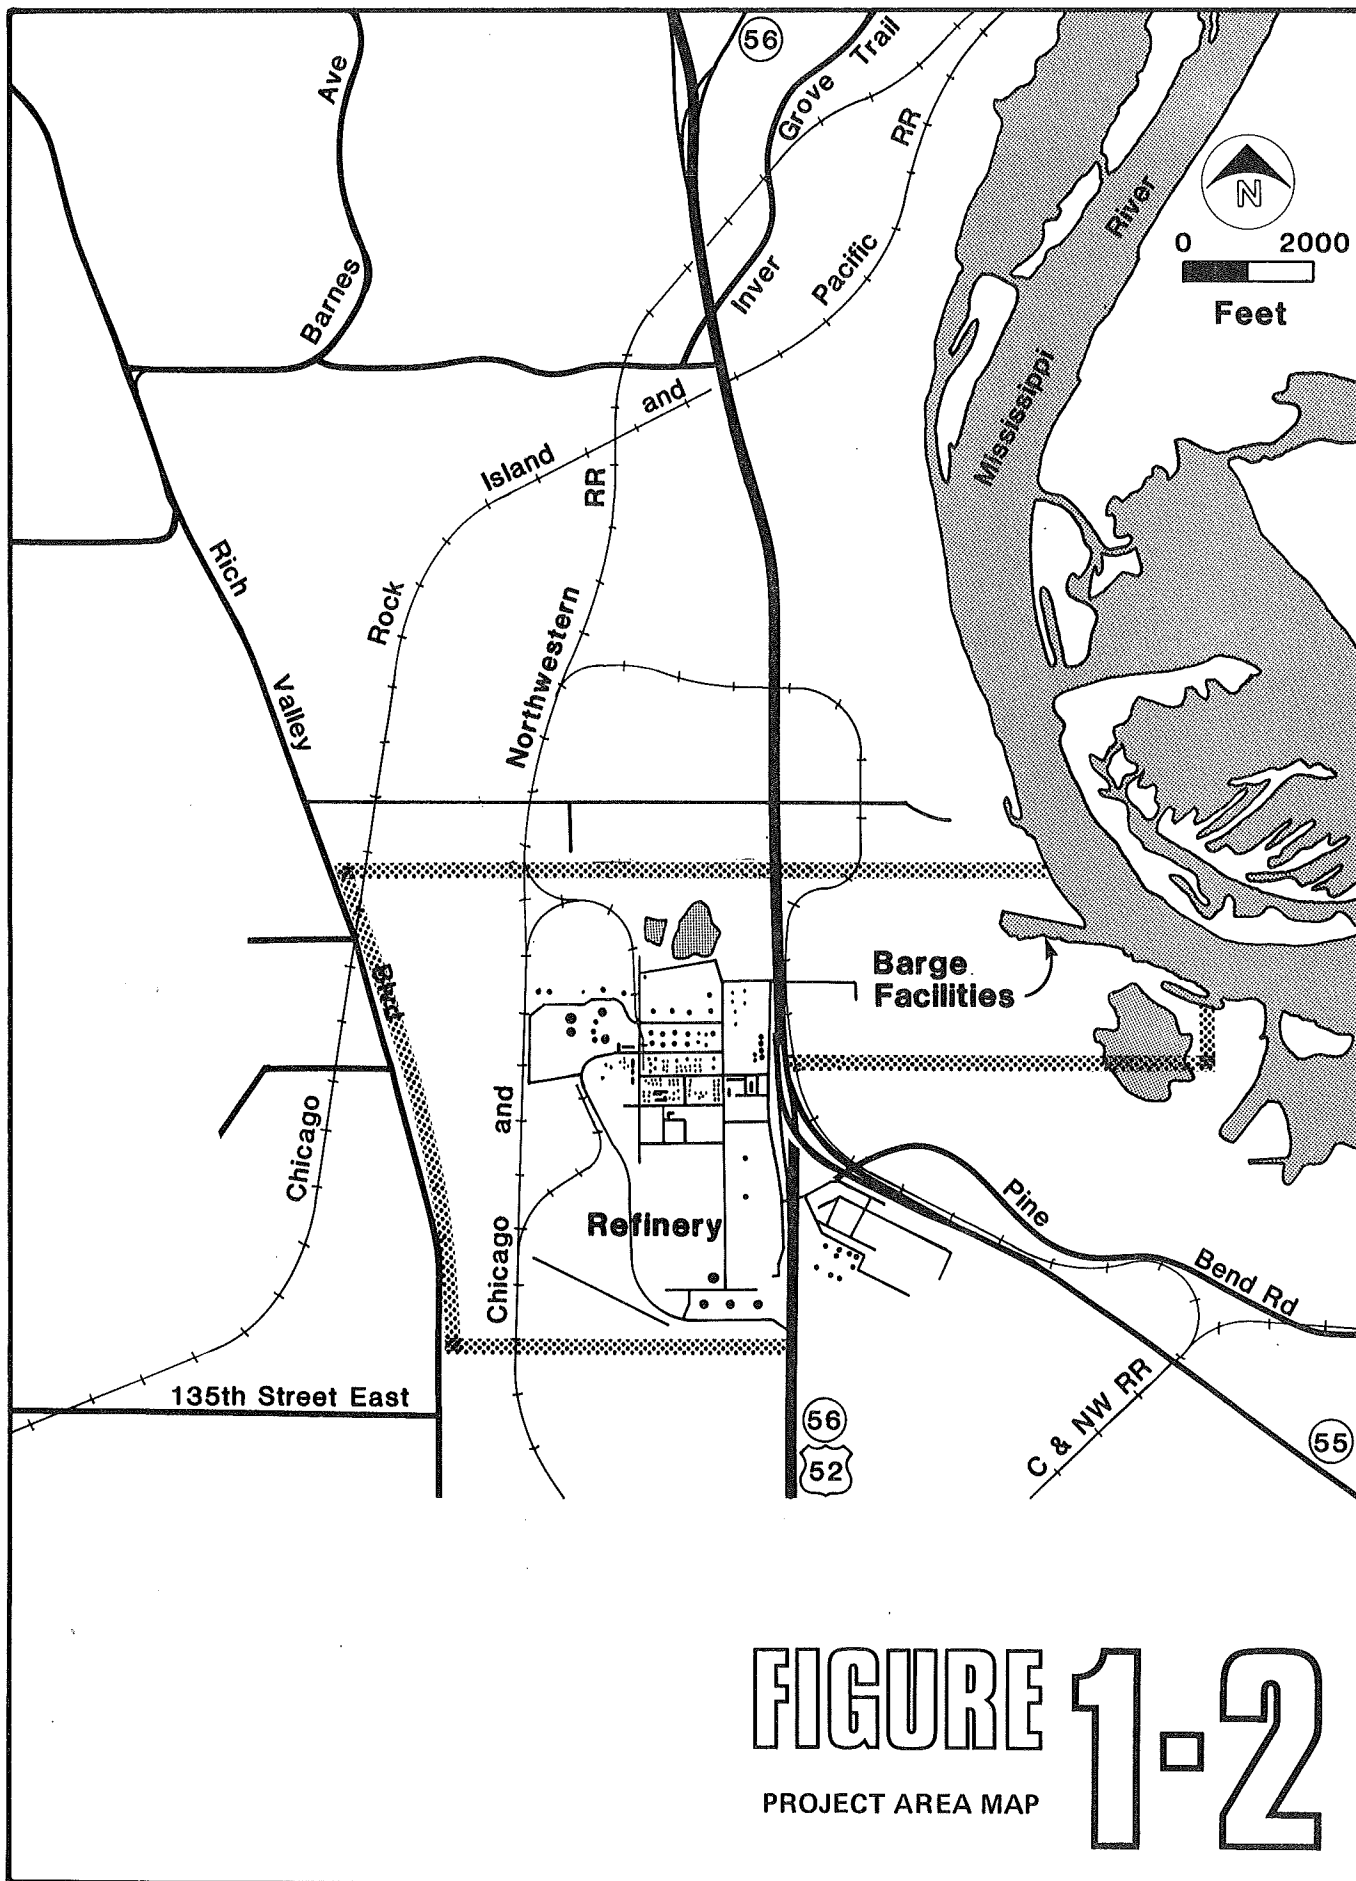 56
Ave
Grove Trail
RR
N
River
0 2000
Feet
Inver
Pacific
Barnes
Mississippi
and
Island
RR
Rich
Rock
Northwestern
Valley
Blvd
Barge
Facilities
Chicago
and
Refinery
Chicago
Pine
Bend Rd
135th Street East
C & NW RR
56
52
55
FIGURE 1-2
PROJECT AREA MAP